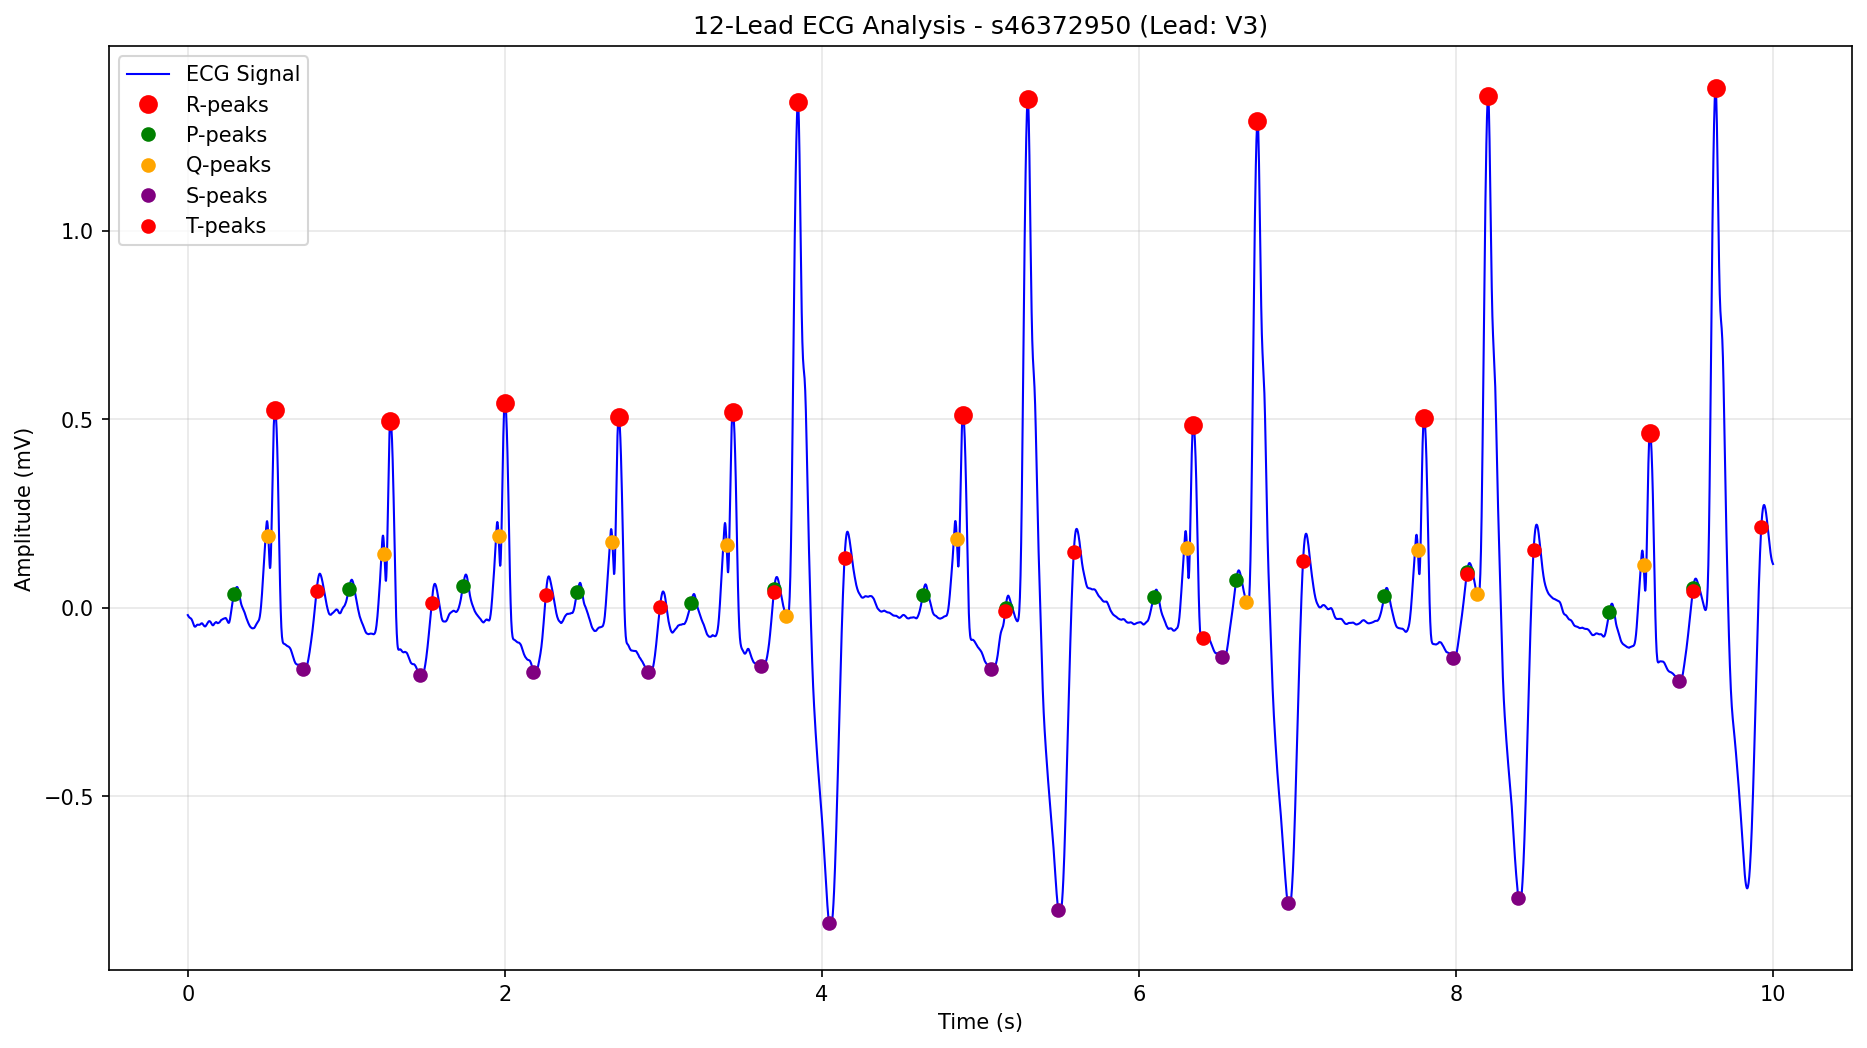 12-Lead ECG Analysis - s46372950 (Lead: V3)
ECG Signal
R-peaks
P-peaks
Q-peaks
S-peaks
T-peaks
Amplitude (mV)
1.0
0.5
0.0
−0.5
0 2 4 6 8 10
Time (s)